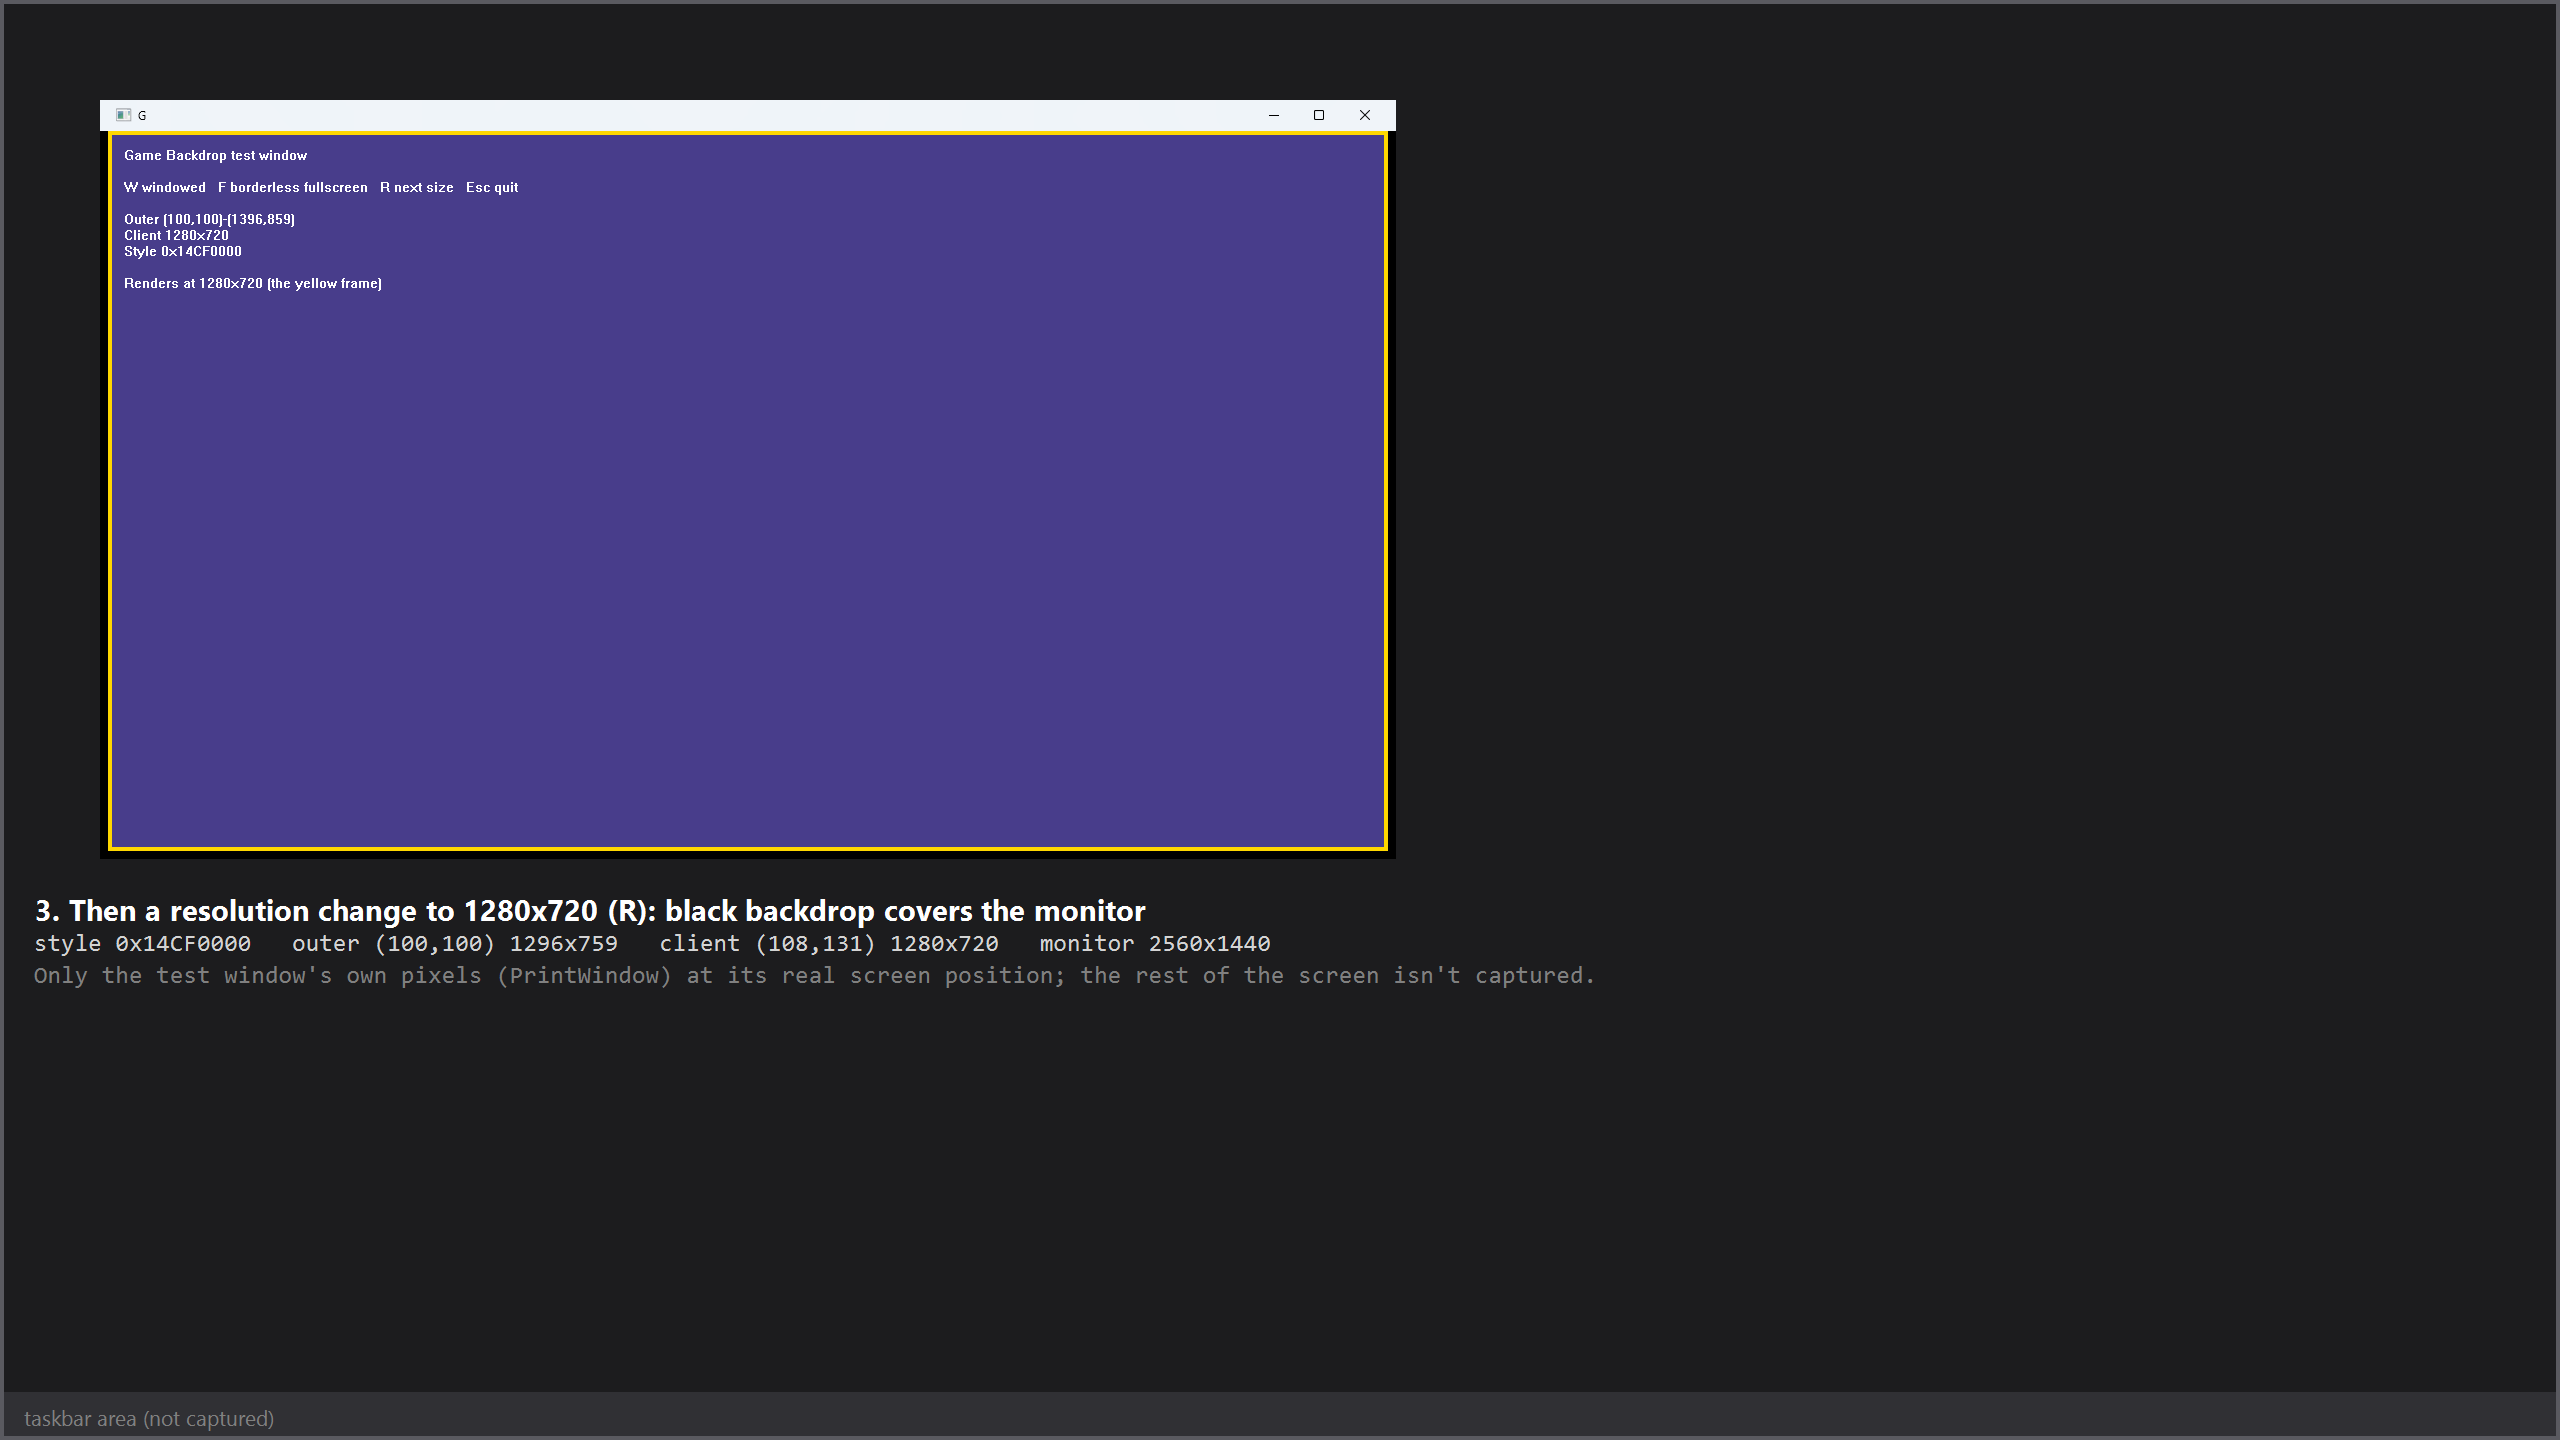 G
Game Backdrop test window
W windowed   F borderless fullscreen   R next size   Esc quit
Outer (100,100)-(1396,859)
Client 1280x720
Style 0x14CF0000
Renders at 1280x720 (the yellow frame)
3. Then a resolution change to 1280x720 (R): black backdrop covers the monitor
style 0x14CF0000   outer (100,100) 1296x759   client (108,131) 1280x720   monitor 2560x1440
Only the test window's own pixels (PrintWindow) at its real screen position; the rest of the screen isn't captured.
taskbar area (not captured)